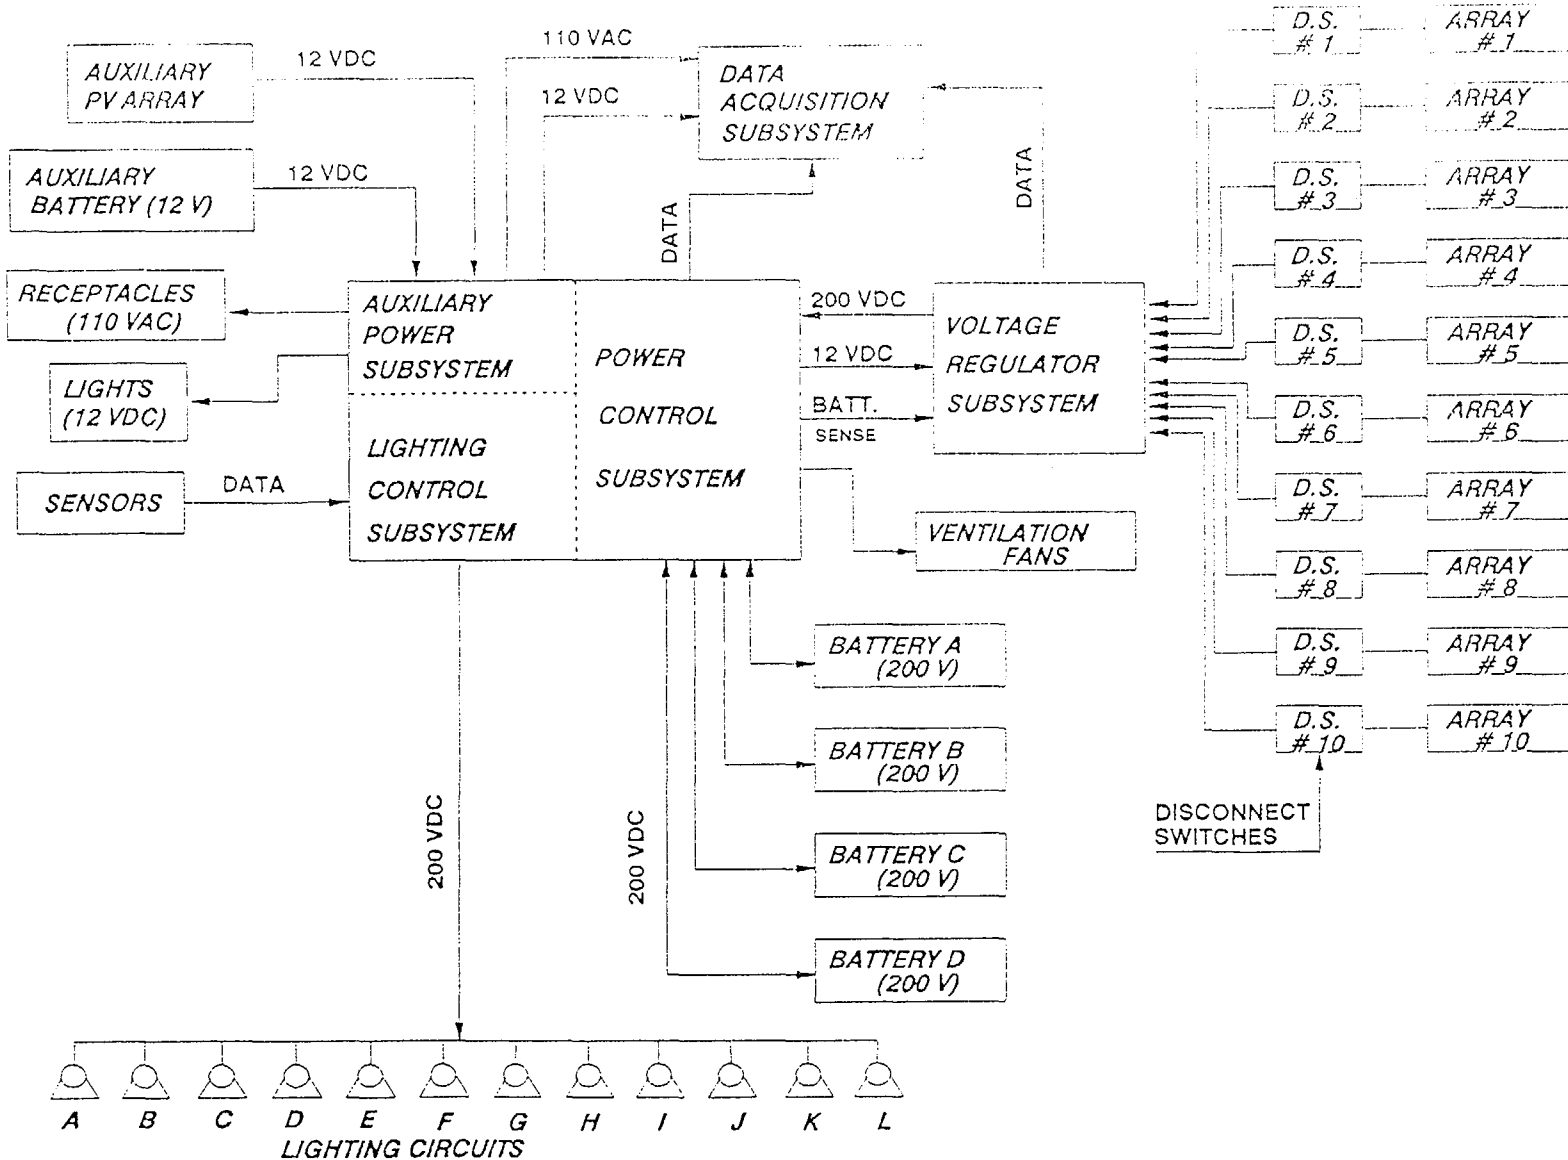 AUXILIARY
PV ARRAY
12 VDC
AUXILIARY
BATTERY (12 V)
12 VDC
RECEPTACLES
(110 VAC)
LIGHTS
(12 VDC)
SENSORS
DATA
110 VAC
12 VDC
DATA
ACQUISITION
SUBSYSTEM
DATA
DATA
AUXILIARY
POWER
SUBSYSTEM
LIGHTING
CONTROL
SUBSYSTEM
POWER
CONTROL
SUBSYSTEM
200 VDC
12 VDC
BATT.
SENSE
VOLTAGE
REGULATOR
SUBSYSTEM
VENTILATION
FANS
BATTERY A
(200 V)
BATTERY B
(200 V)
BATTERY C
(200 V)
BATTERY D
(200 V)
200 VDC
200 VDC
D.S.
# 1
ARRAY
# 1
D.S.
# 2
ARRAY
# 2
D.S.
# 3
ARRAY
# 3
D.S.
# 4
ARRAY
# 4
D.S.
# 5
ARRAY
# 5
D.S.
# 6
ARRAY
# 6
D.S.
# 7
ARRAY
# 7
D.S.
# 8
ARRAY
# 8
D.S.
# 9
ARRAY
# 9
D.S.
# 10
ARRAY
# 10
DISCONNECT
SWITCHES
A B C D E F G H I J K L
LIGHTING CIRCUITS